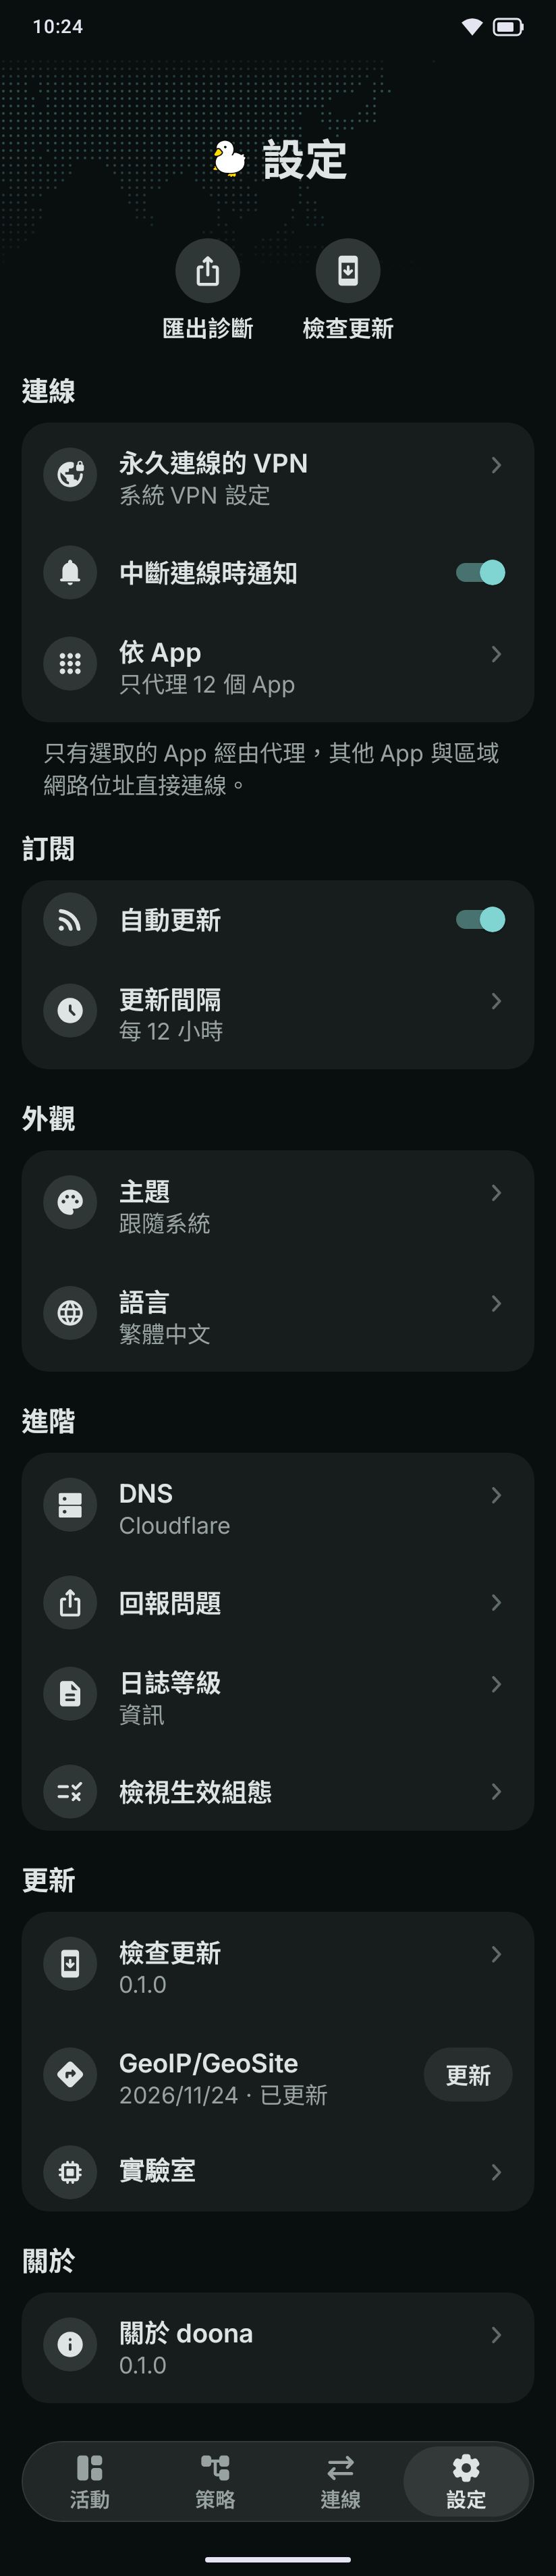 10:24
設定
匯出診斷
檢查更新
連線
永久連線的 VPN
系統 VPN 設定
中斷連線時通知
依 App
只代理 12 個 App
只有選取的 App 經由代理，其他 App 與區域
網路位址直接連線。
訂閱
自動更新
更新間隔
每 12 小時
外觀
主題
跟隨系統
語言
繁體中文
進階
DNS
Cloudflare
回報問題
日誌等級
資訊
檢視生效組態
更新
檢查更新
0.1.0
GeoIP/GeoSite
2026/11/24 · 已更新
更新
實驗室
關於
關於 doona
0.1.0
活動
策略
連線
設定